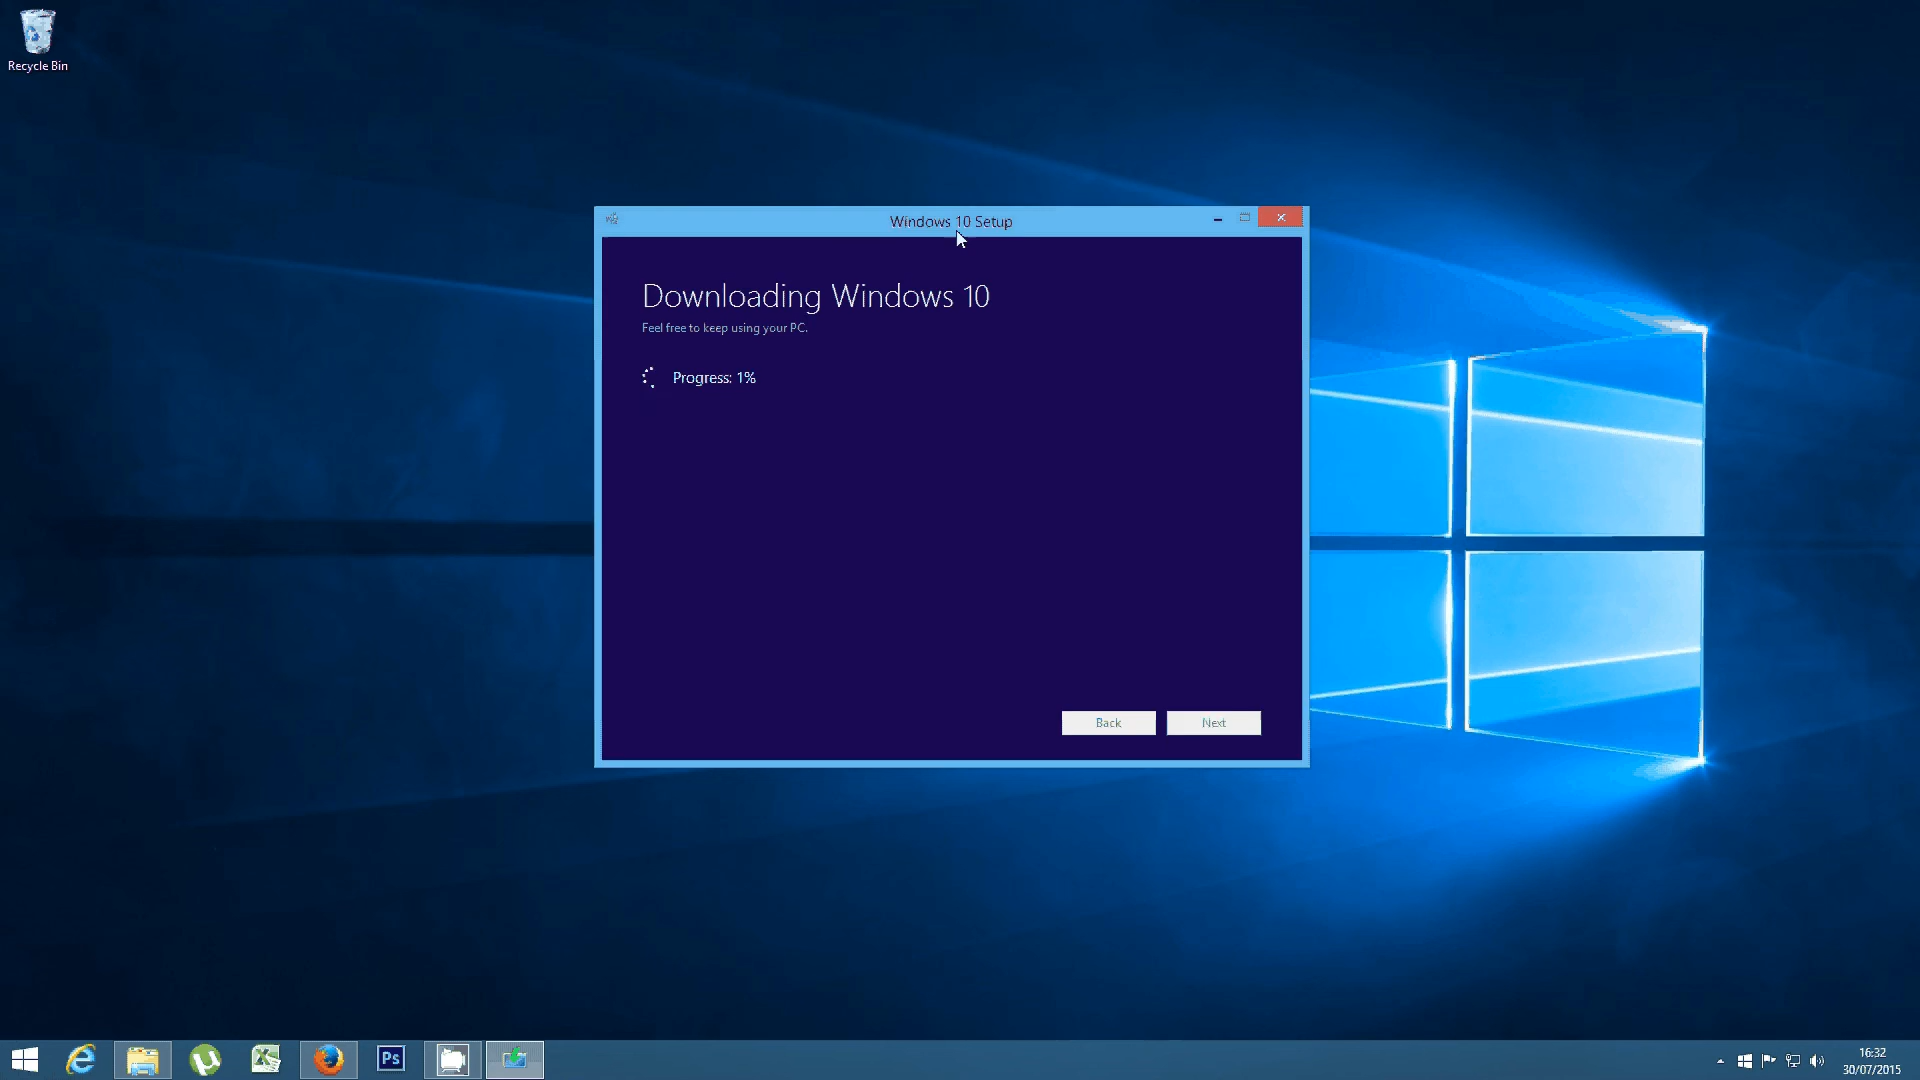 Recycle Bin
Windows 10 Setup
Downloading Windows 10
Feel free to keep using your PC.
Progress: 1%
Back
Next
Ps
16:32
30/07/2015